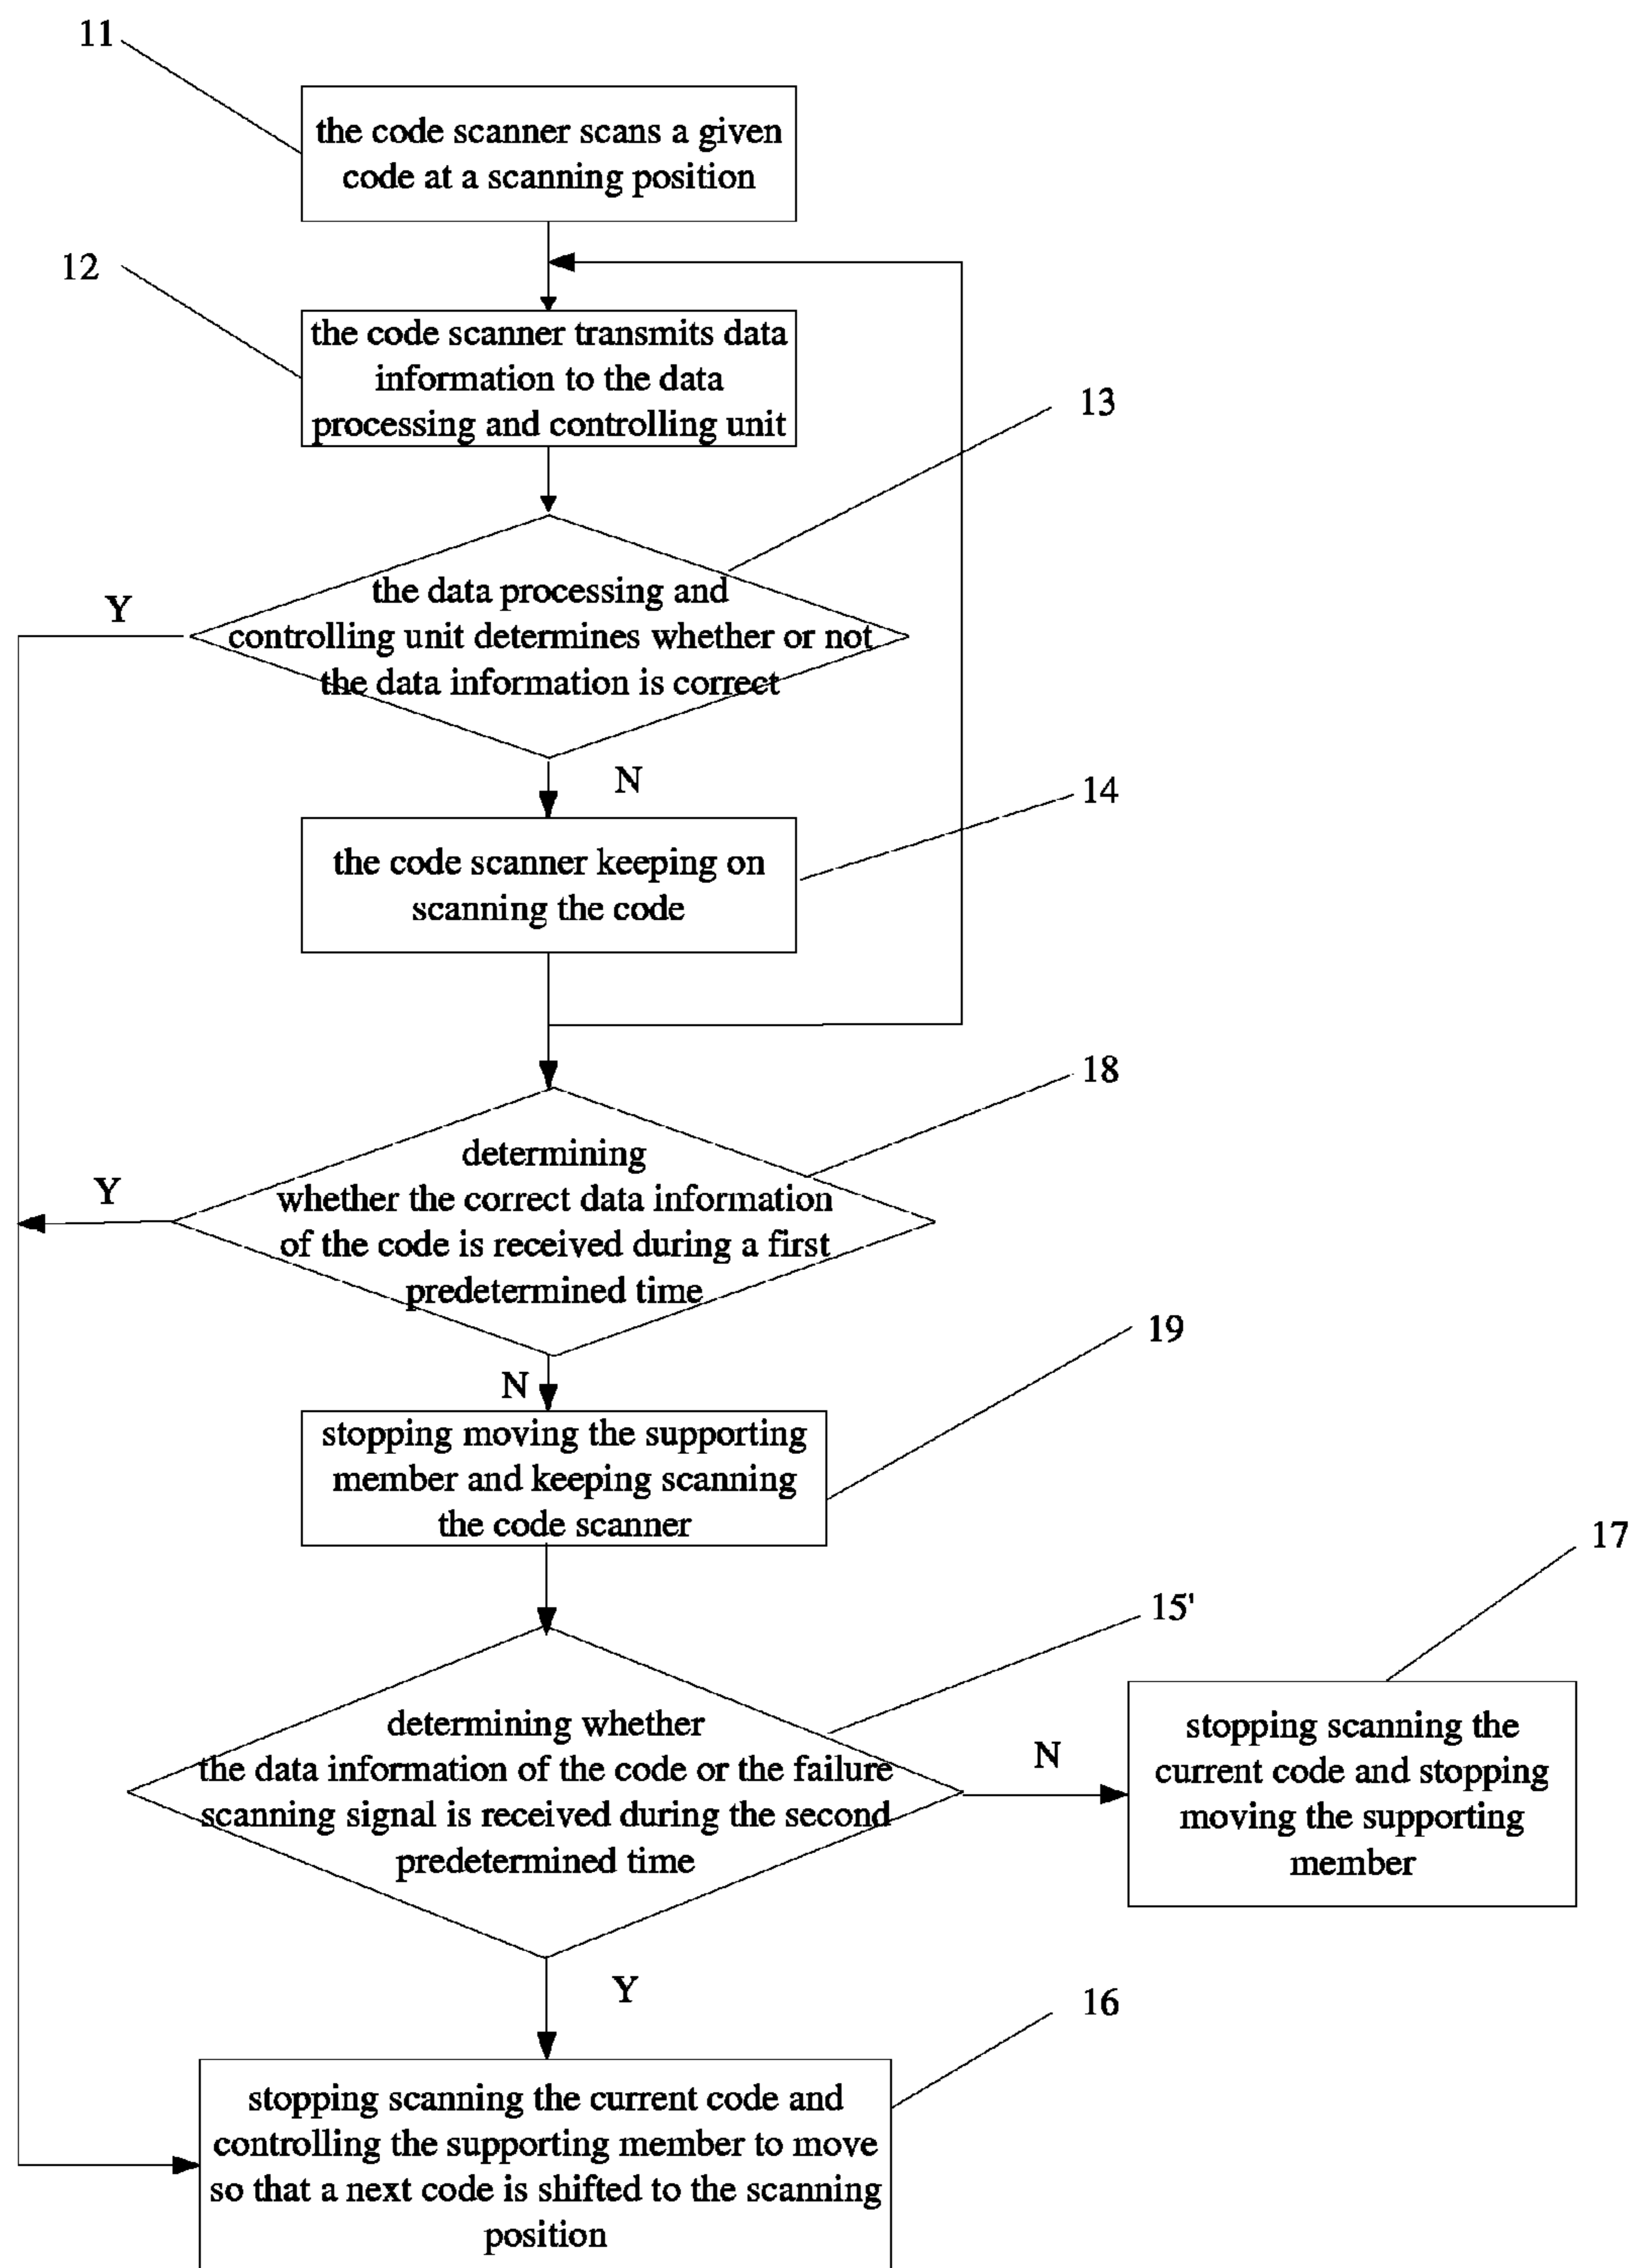 11
the code scanner scans a given
code at a scanning position
12
the code scanner transmits data
information to the data
processing and controlling unit
13
the data processing and
controlling unit determines whether or not
the data information is correct
Y
N
14
the code scanner keeping on
scanning the code
18
determining
whether the correct data information
of the code is received during a first
predetermined time
Y
N
19
stopping moving the supporting
member and keeping scanning
the code scanner
15'
determining whether
the data information of the code or the failure
scanning signal is received during the second
predetermined time
N
17
stopping scanning the
current code and stopping
moving the supporting
member
Y
16
stopping scanning the current code and
controlling the supporting member to move
so that a next code is shifted to the scanning
position